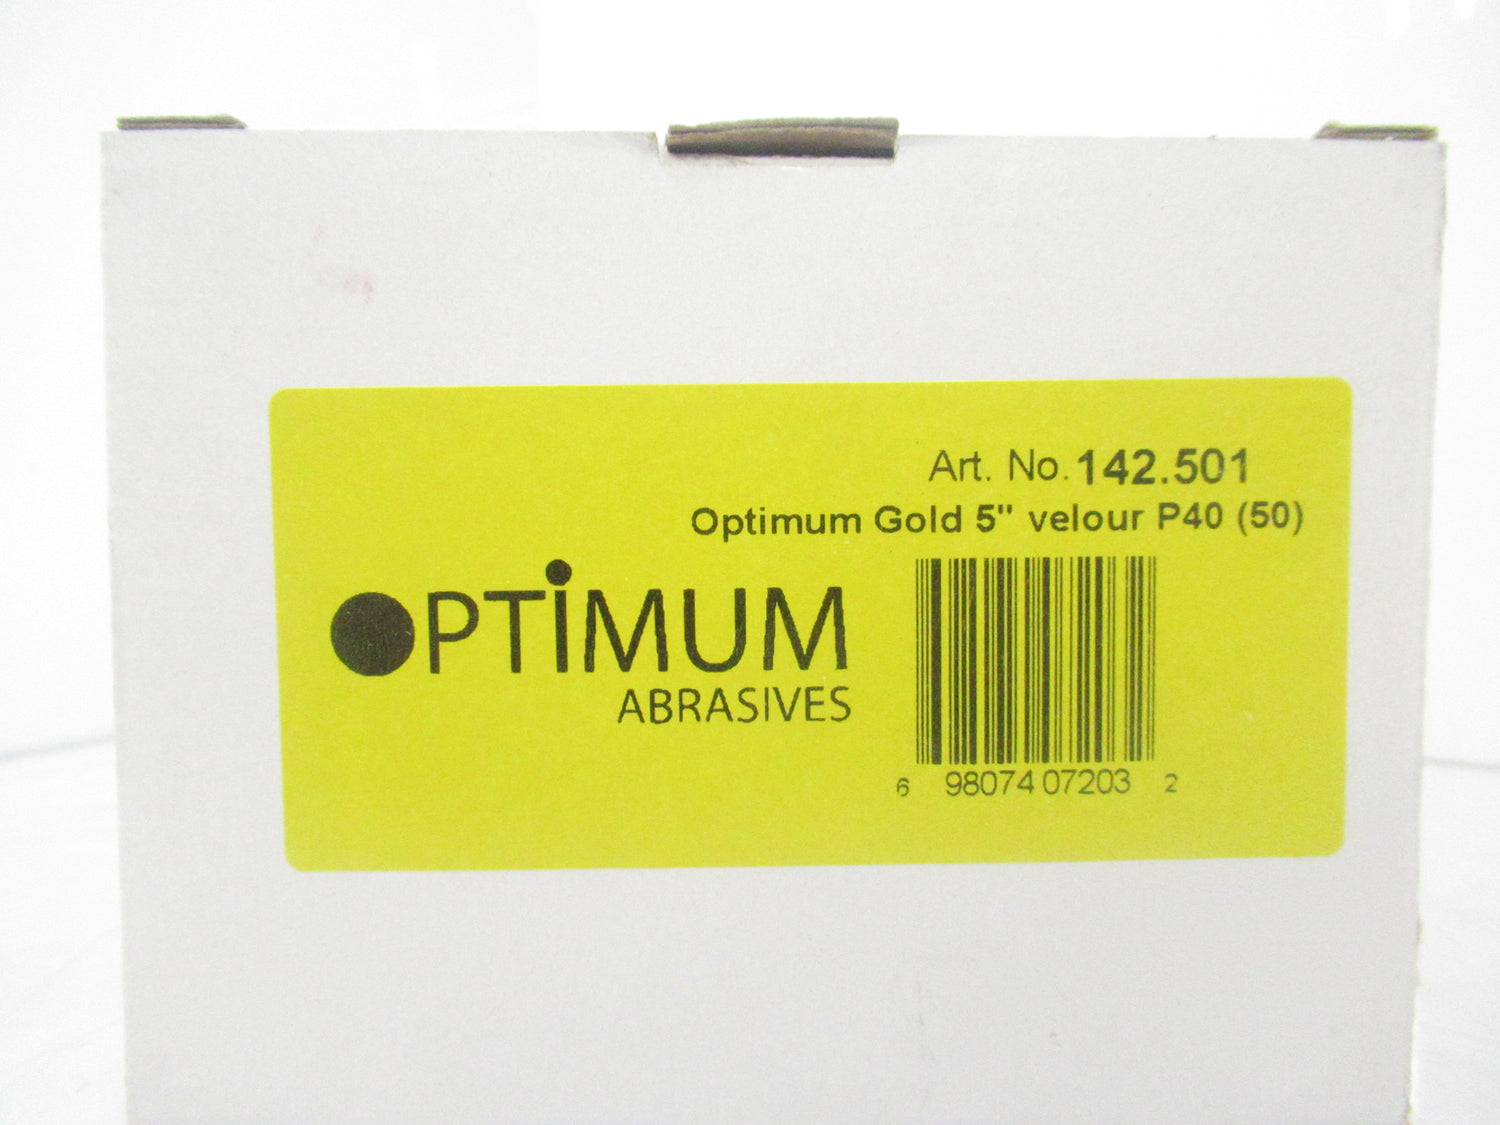 Art. No. 142.501
Optimum Gold 5" velour P40 (50)
OPTiMUM
ABRASIVES
6 98074 07203 2